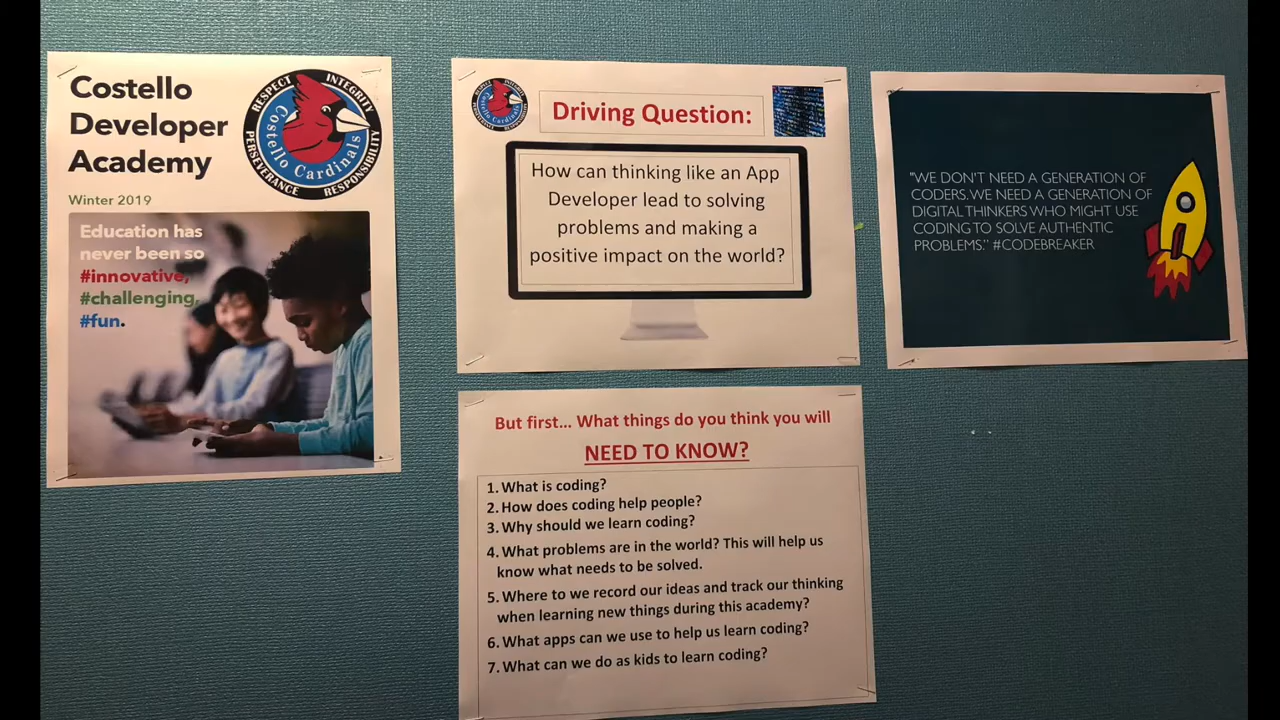 Costello
Developer
Academy
RESPECT
INTEGRITY
PERSEVERANCE
RESPONSIBILITY
Costello Cardinals
Winter 2019
Education has
never been so
#innovative,
#challenging,
#fun.
Costello Cardinals
Driving Question:
How can thinking like an App
Developer lead to solving
problems and making a
positive impact on the world?
"WE DON'T NEED A GENERATION OF
CODERS. WE NEED A GENERATION OF
DIGITAL THINKERS WHO MIGHT USE
CODING TO SOLVE AUTHENTIC
PROBLEMS." #CODEBREAKER
But first... What things do you think you will
NEED TO KNOW?
1. What is coding?
2. How does coding help people?
3. Why should we learn coding?
4. What problems are in the world? This will help us
know what needs to be solved.
5. Where to we record our ideas and track our thinking
when learning new things during this academy?
6. What apps can we use to help us learn coding?
7. What can we do as kids to learn coding?